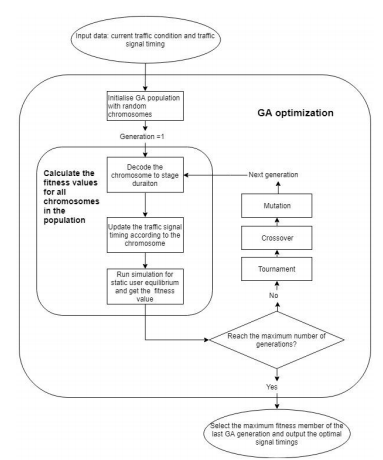 Input data: current traffic condition and traffic
signal timing
GA optimization
Initialise GA population
with random
chromosomes
Generation =1
Calculate the
fitness values
for all
chromosomes
in the
population
Decode the
chromosome to stage
duraiton
Update the traffic signal
timing according to the
chromosome
Run simulation for
static user equilibrium
and get the fitness
value
Next generation
Mutation
Crossover
Tournament
No
Reach the maximum number of
generations?
Yes
Select the maximum fitness member of the
last GA generation and output the optimal
signal timings